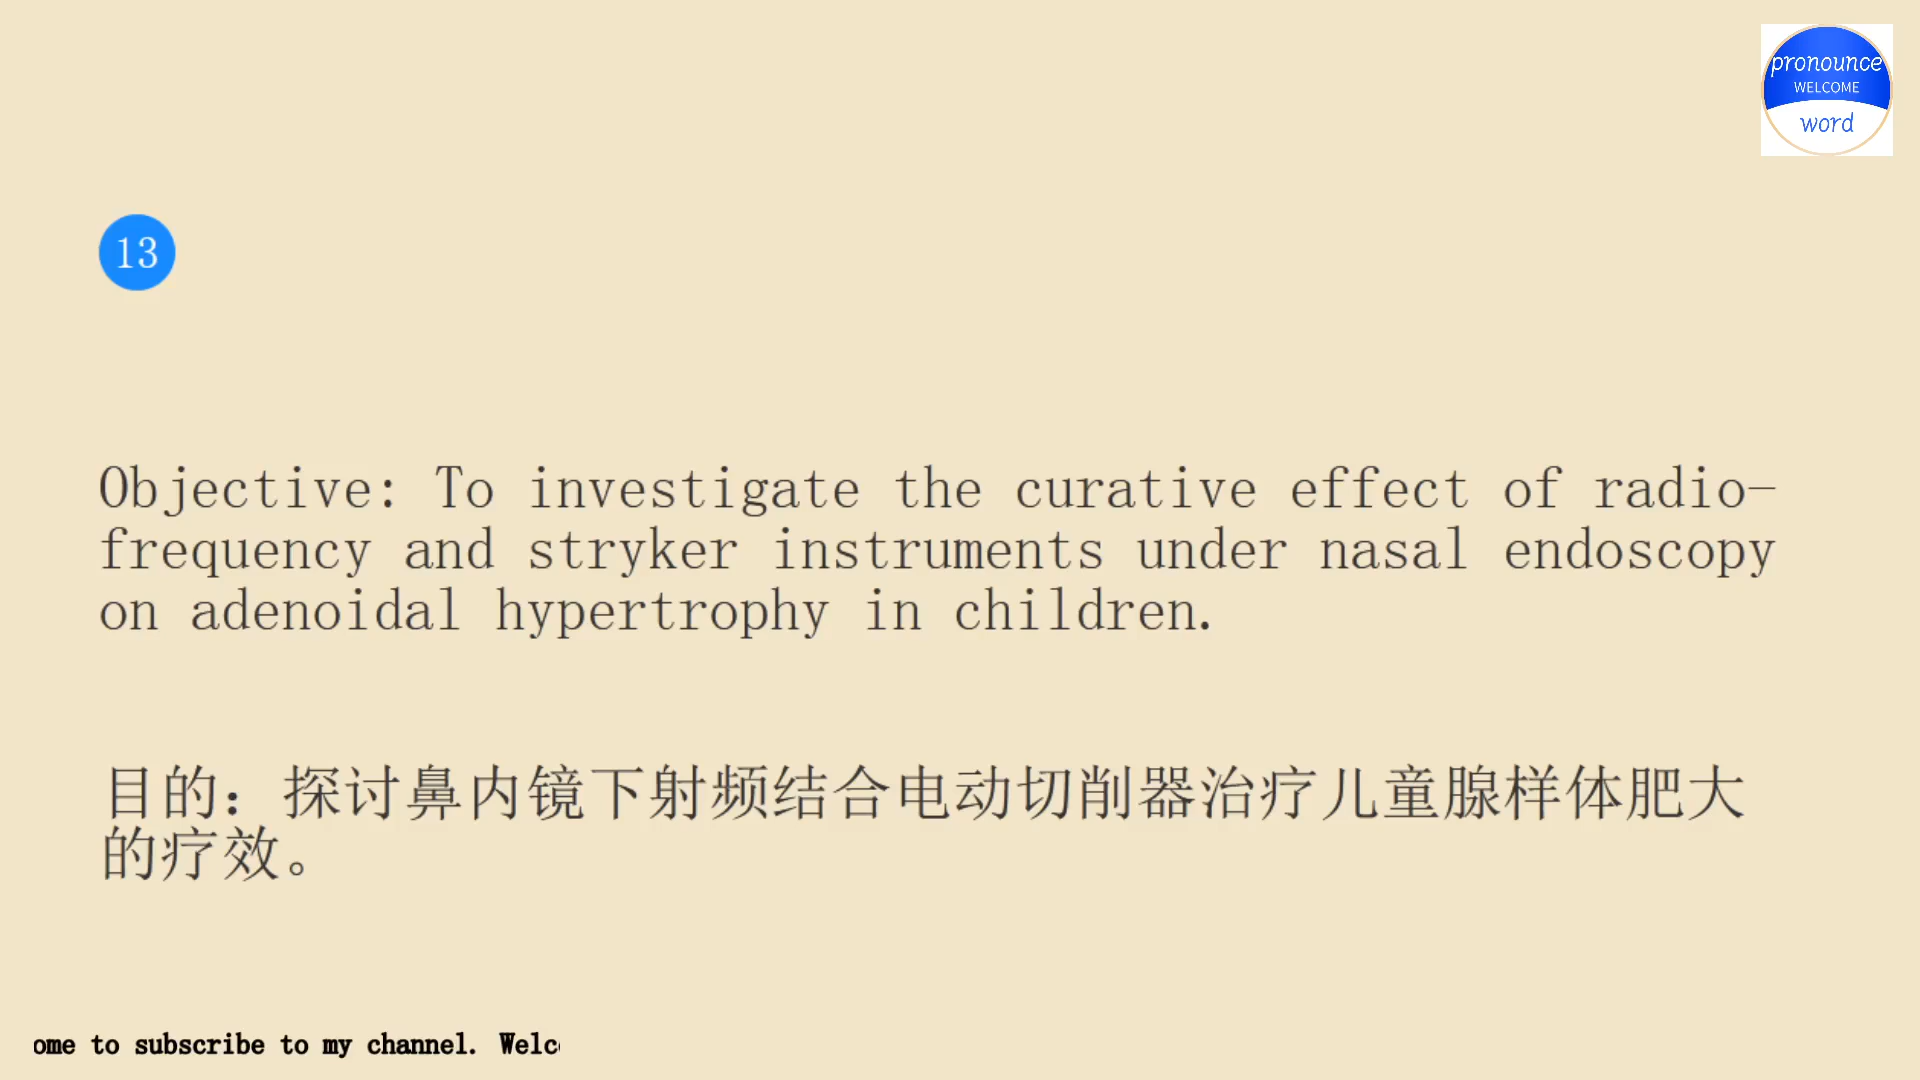 pronounce
WELCOME
word
13
Objective: To investigate the curative effect of radio-
frequency and stryker instruments under nasal endoscopy
on adenoidal hypertrophy in children.
目的：探讨鼻内镜下射频结合电动切削器治疗儿童腺样体肥大
的疗效。
ome to subscribe to my channel. Welc